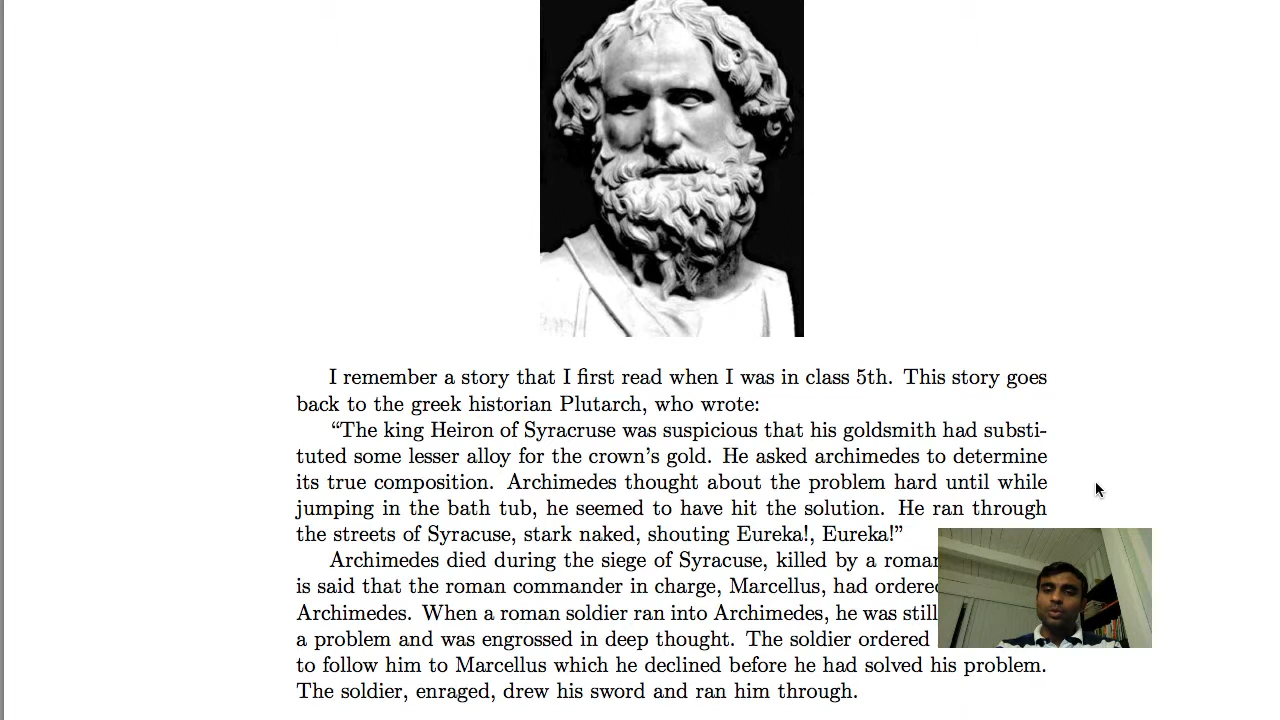 I remember a story that I first read when I was in class 5th. This story goes
back to the greek historian Plutarch, who wrote:
“The king Heiron of Syracruse was suspicious that his goldsmith had substi-
tuted some lesser alloy for the crown’s gold. He asked archimedes to determine
its true composition. Archimedes thought about the problem hard until while
jumping in the bath tub, he seemed to have hit the solution. He ran through
the streets of Syracuse, stark naked, shouting Eureka!, Eureka!”
Archimedes died during the siege of Syracuse, killed by a roman
is said that the roman commander in charge, Marcellus, had ordered
Archimedes. When a roman soldier ran into Archimedes, he was still
a problem and was engrossed in deep thought. The soldier ordered
to follow him to Marcellus which he declined before he had solved his problem.
The soldier, enraged, drew his sword and ran him through.